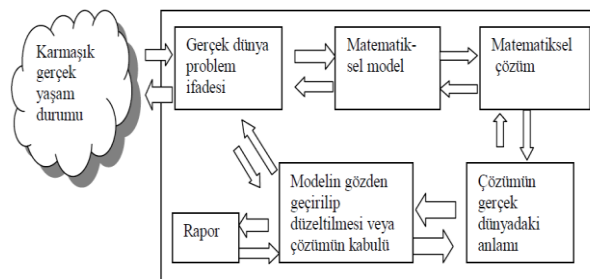 Karmaşık
gerçek
yaşam
durumu
Gerçek dünya
problem
ifadesi
Matematik-
sel model
Matematiksel
çözüm
Çözümün
gerçek
dünyadaki
anlamı
Modelin gözden
geçirilip
düzeltilmesi veya
çözümün kabulü
Rapor